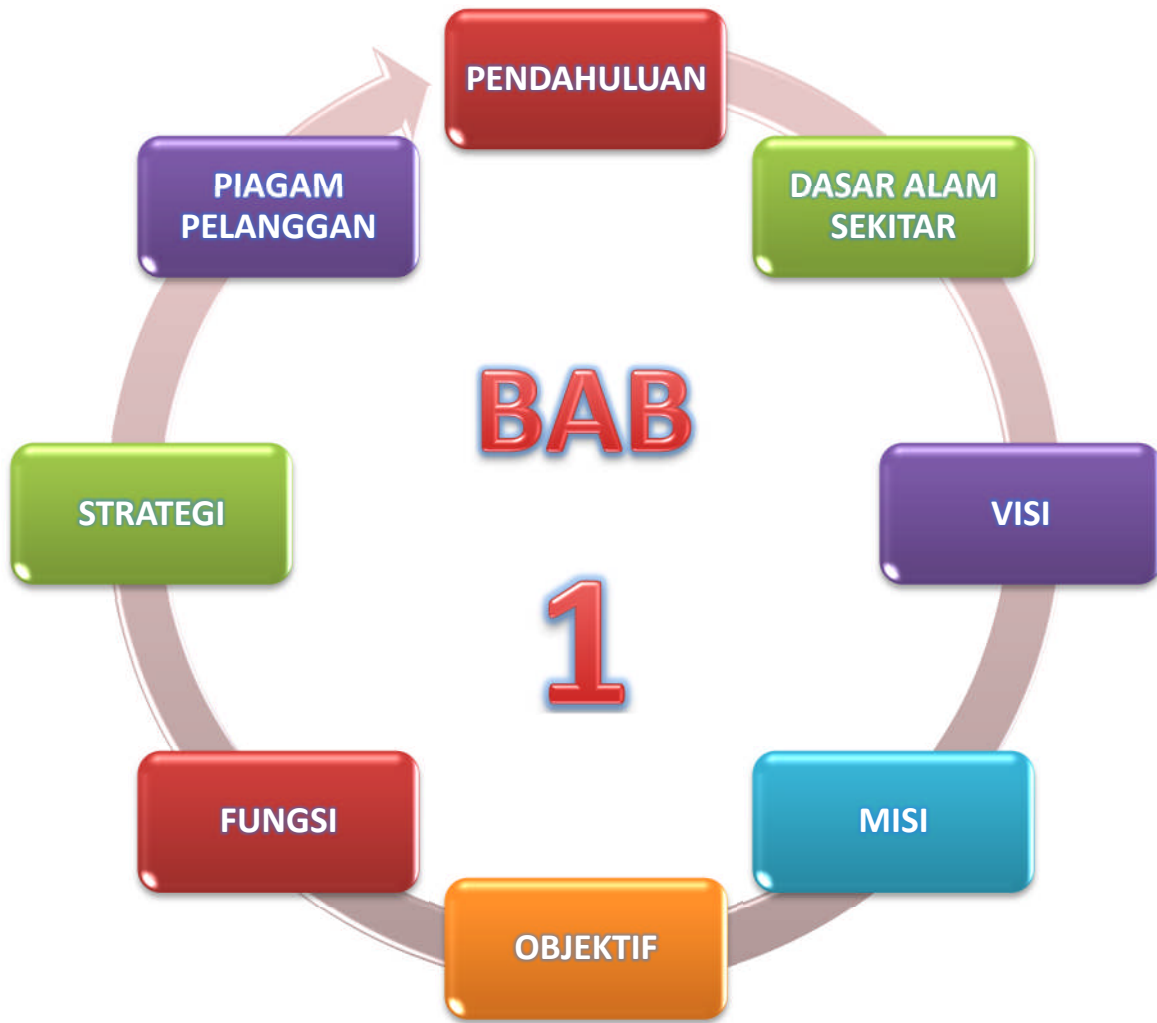 PENDAHULUAN
DASAR ALAM
SEKITAR
VISI
MISI
OBJEKTIF
FUNGSI
STRATEGI
PIAGAM
PELANGGAN
BAB
1